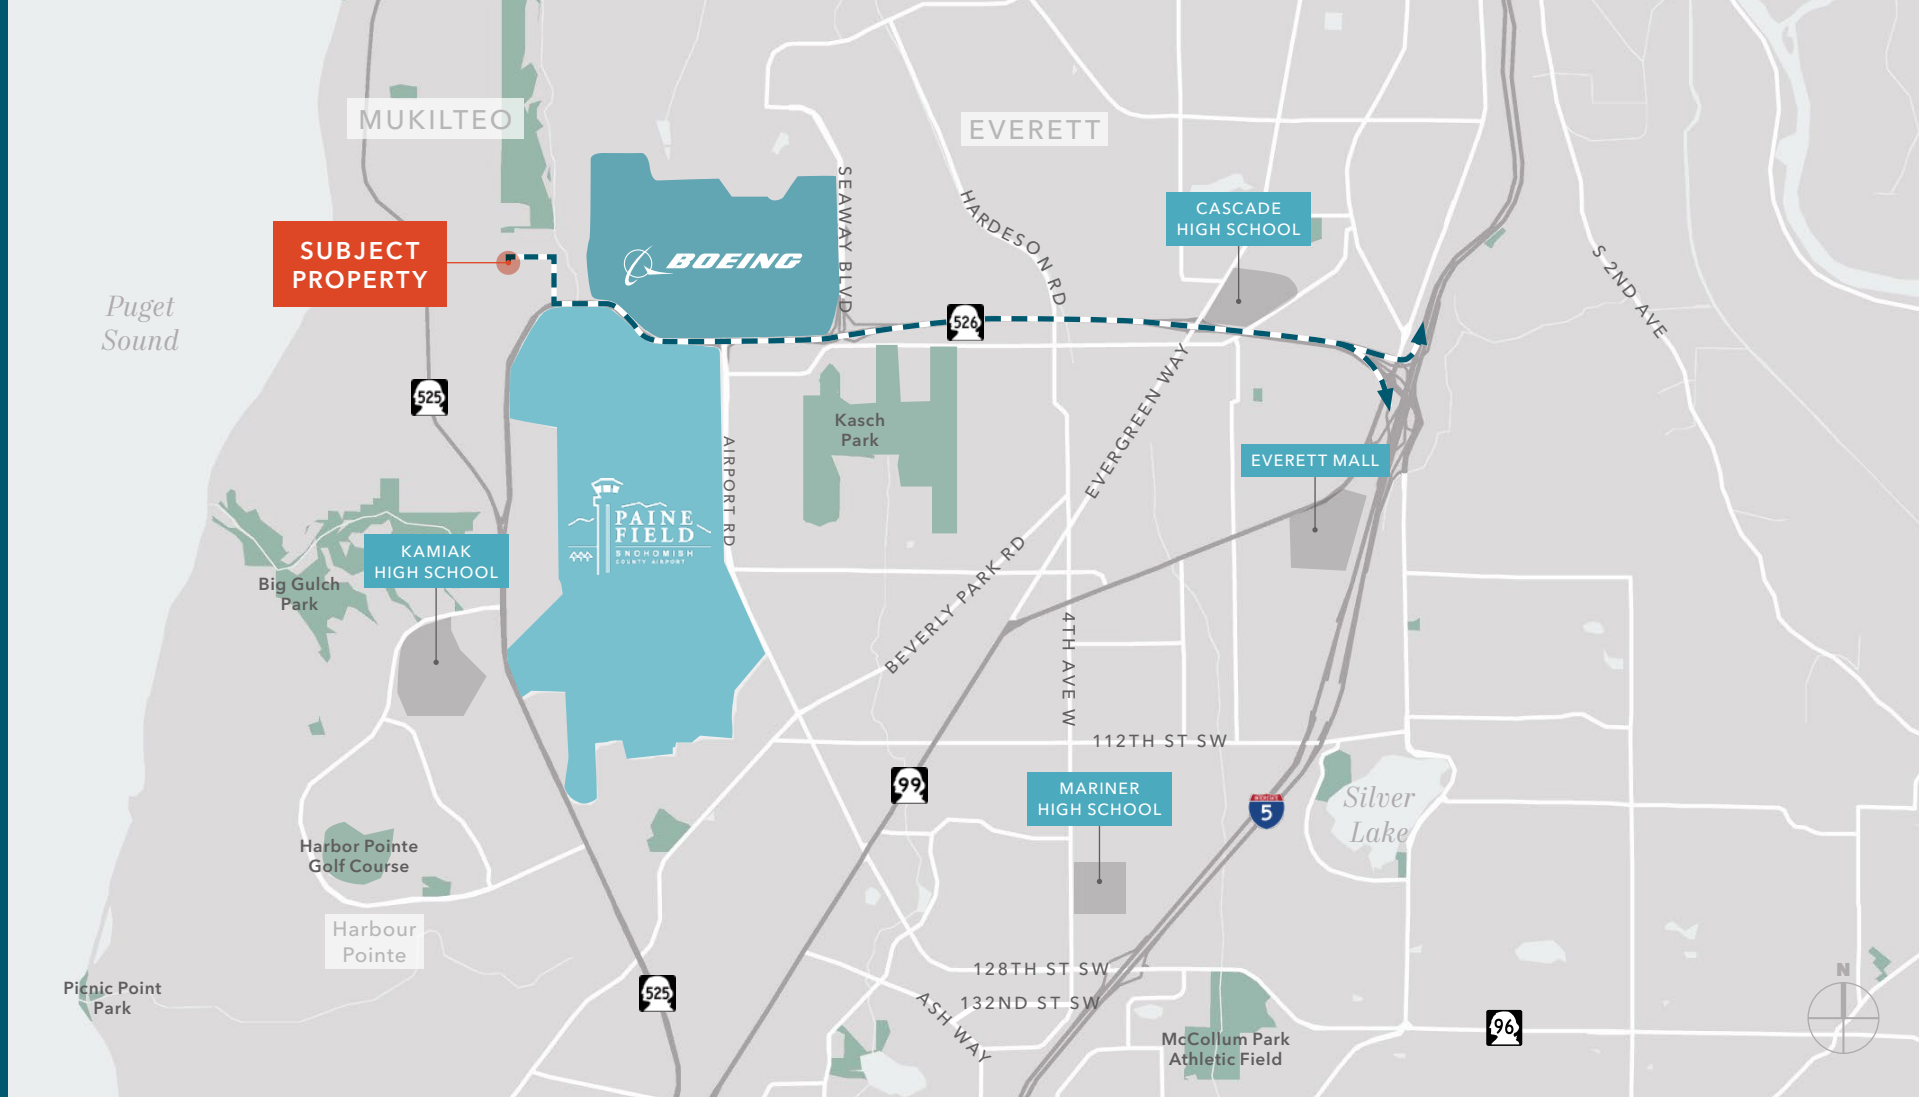 MUKILTEO
EVERETT
SEAWAY BLVD
HARDESON RD
CASCADE
HIGH SCHOOL
SUBJECT
PROPERTY
BOEING
S 2ND AVE
Puget
Sound
526
525
EVERGREEN WAY
Kasch
Park
AIRPORT RD
EVERETT MALL
PAINE
FIELD
SNOHOMISH
COUNTY AIRPORT
KAMIAK
HIGH SCHOOL
Big Gulch
Park
BEVERLY PARK RD
4TH AVE W
112TH ST SW
99
MARINER
HIGH SCHOOL
5
Silver
Lake
Harbor Pointe
Golf Course
Harbour
Pointe
Picnic Point
Park
525
128TH ST SW
132ND ST SW
ASH WAY
McCollum Park
Athletic Field
96
N